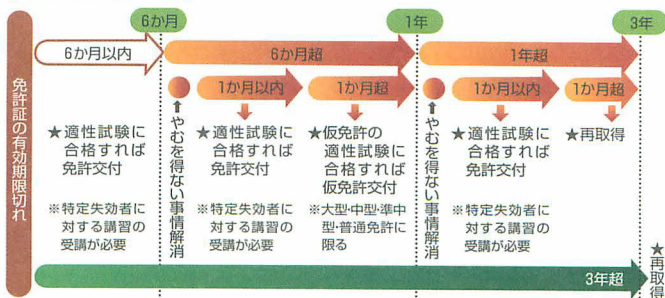 6か月
1年
3年
免許証の有効期限切れ
6か月以内
6か月超
1年超
1か月以内
1か月超
1か月以内
1か月超
★適性試験に
合格すれば
免許交付
※特定失効者に
対する講習の
受講が必要
↑やむを得ない事情解消
★適性試験に
合格すれば
免許交付
※特定失効者に
対する講習の
受講が必要
★仮免許の
適性試験に
合格すれば
仮免許交付
※大型・中型・準中
型・普通免許に
限る
↑やむを得ない事情解消
★適性試験に
合格すれば
免許交付
※特定失効者に
対する講習の
受講が必要
★再取得
3年超
★再取得